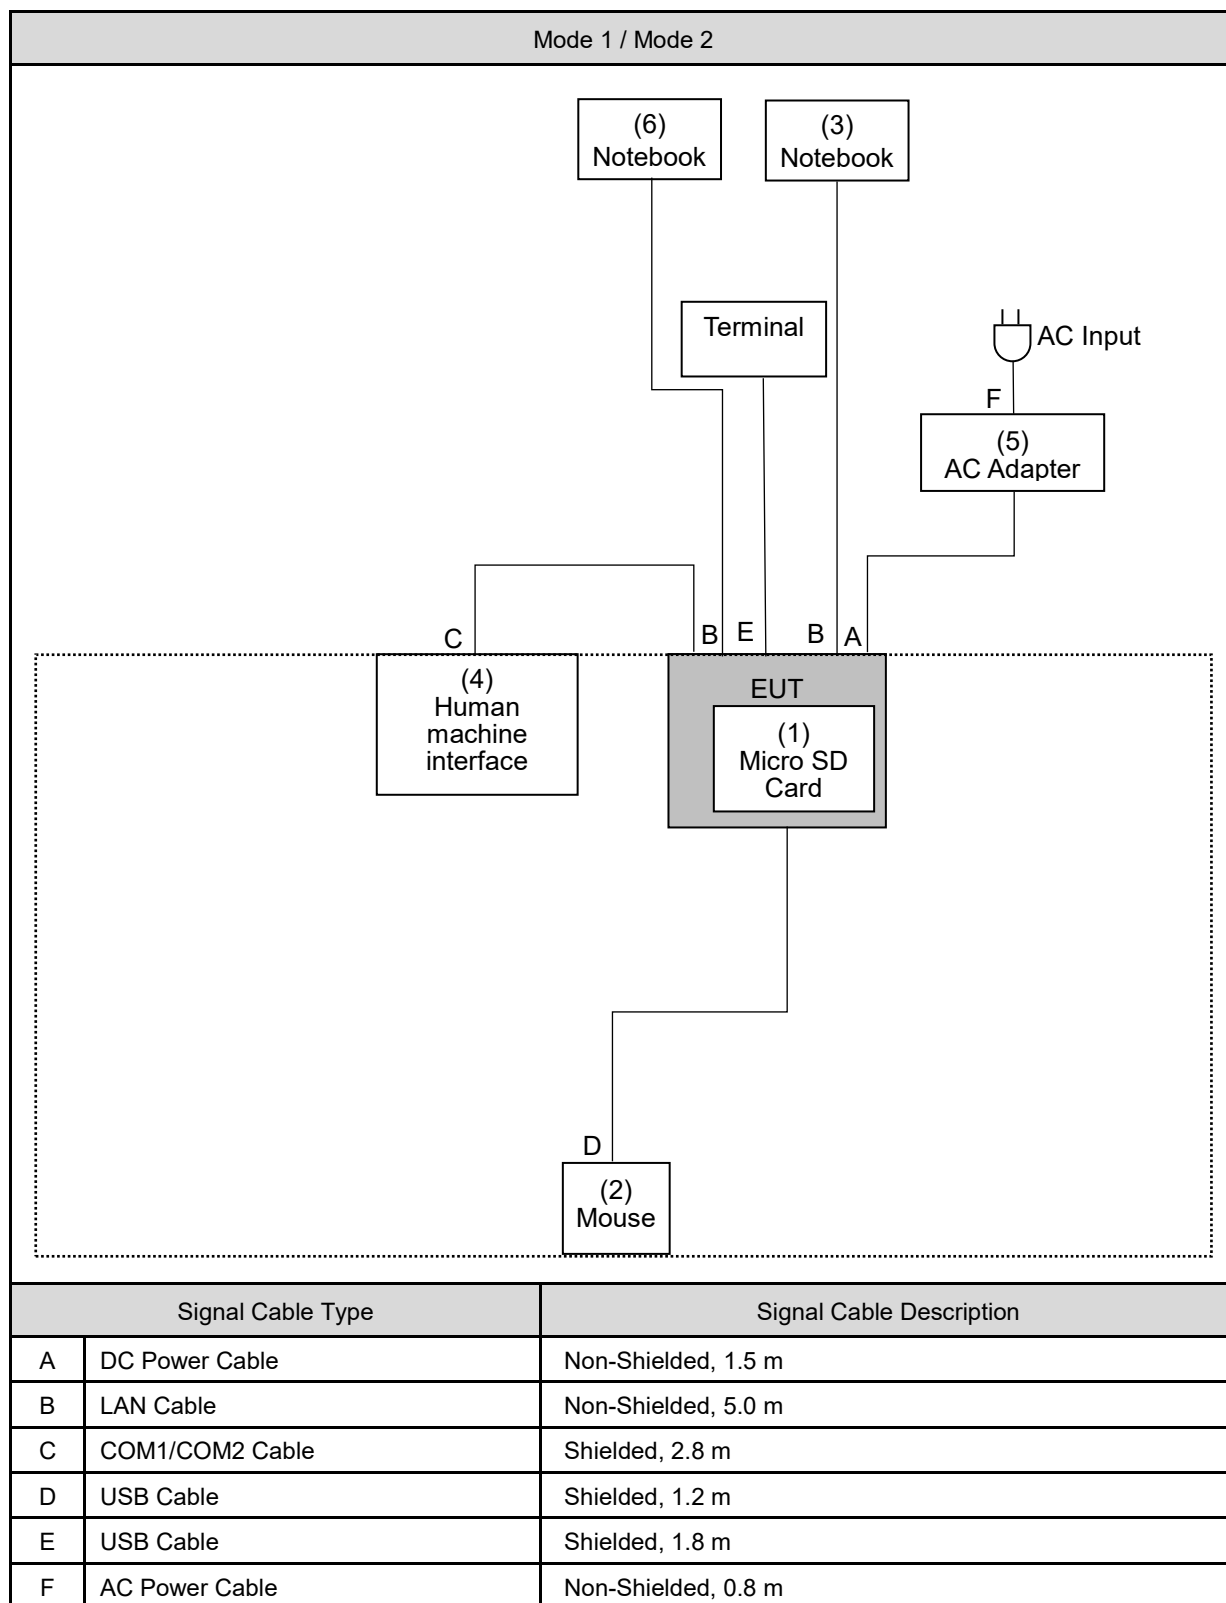 Mode 1 / Mode 2
(6)
Notebook
(3)
Notebook
Terminal
AC Input
F
(5)
AC Adapter
C
B
E
B
A
(4)
Human
machine
interface
EUT
(1)
Micro SD
Card
D
(2)
Mouse
Signal Cable Type Signal Cable Description
A DC Power Cable Non-Shielded, 1.5 m
B LAN Cable Non-Shielded, 5.0 m
C COM1/COM2 Cable Shielded, 2.8 m
D USB Cable Shielded, 1.2 m
E USB Cable Shielded, 1.8 m
F AC Power Cable Non-Shielded, 0.8 m